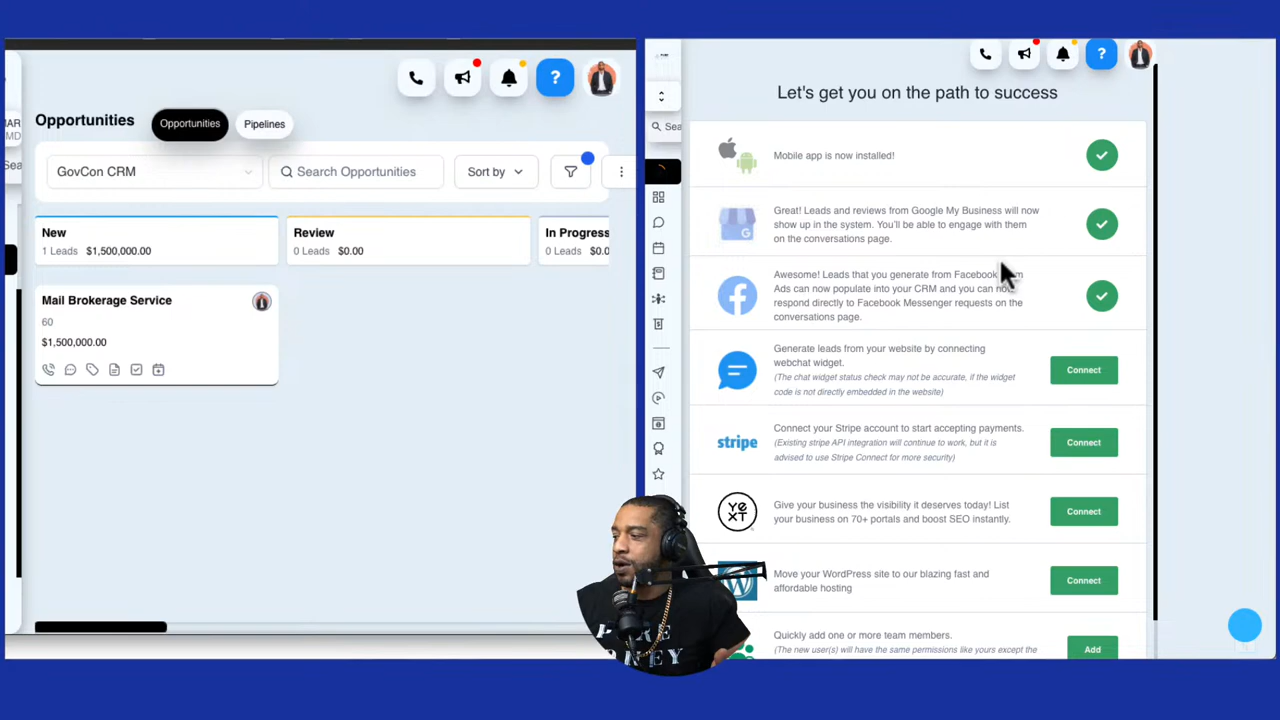 MAR
MD
Sea
Opportunities
Opportunities
Pipelines
GovCon CRM
Search Opportunities
Sort by
New
1 Leads $1,500,000.00
Review
0 Leads $0.00
In Progress
0 Leads $0.0
Mail Brokerage Service
60
$1,500,000.00
?
?
Sea
Let's get you on the path to success
Mobile app is now installed!
Great! Leads and reviews from Google My Business will now
show up in the system. You'll be able to engage with them
on the conversations page.
Awesome! Leads that you generate from Facebook
Ads can now populate into your CRM and you can
respond directly to Facebook Messenger requests on the
conversations page.
Generate leads from your website by connecting
webchat widget.
(The chat widget status check may not be accurate, if the widget
code is not directly embedded in the website)
Connect
stripe
Connect your Stripe account to start accepting payments.
(Existing stripe API integration will continue to work, but it is
advised to use Stripe Connect for more security)
Connect
YEXT
Give your business the visibility it deserves today! List
your business on 70+ portals and boost SEO instantly.
Connect
Move your WordPress site to our blazing fast and
affordable hosting
Connect
Quickly add one or more team members.
(The new user(s) will have the same permissions like yours except the
Add